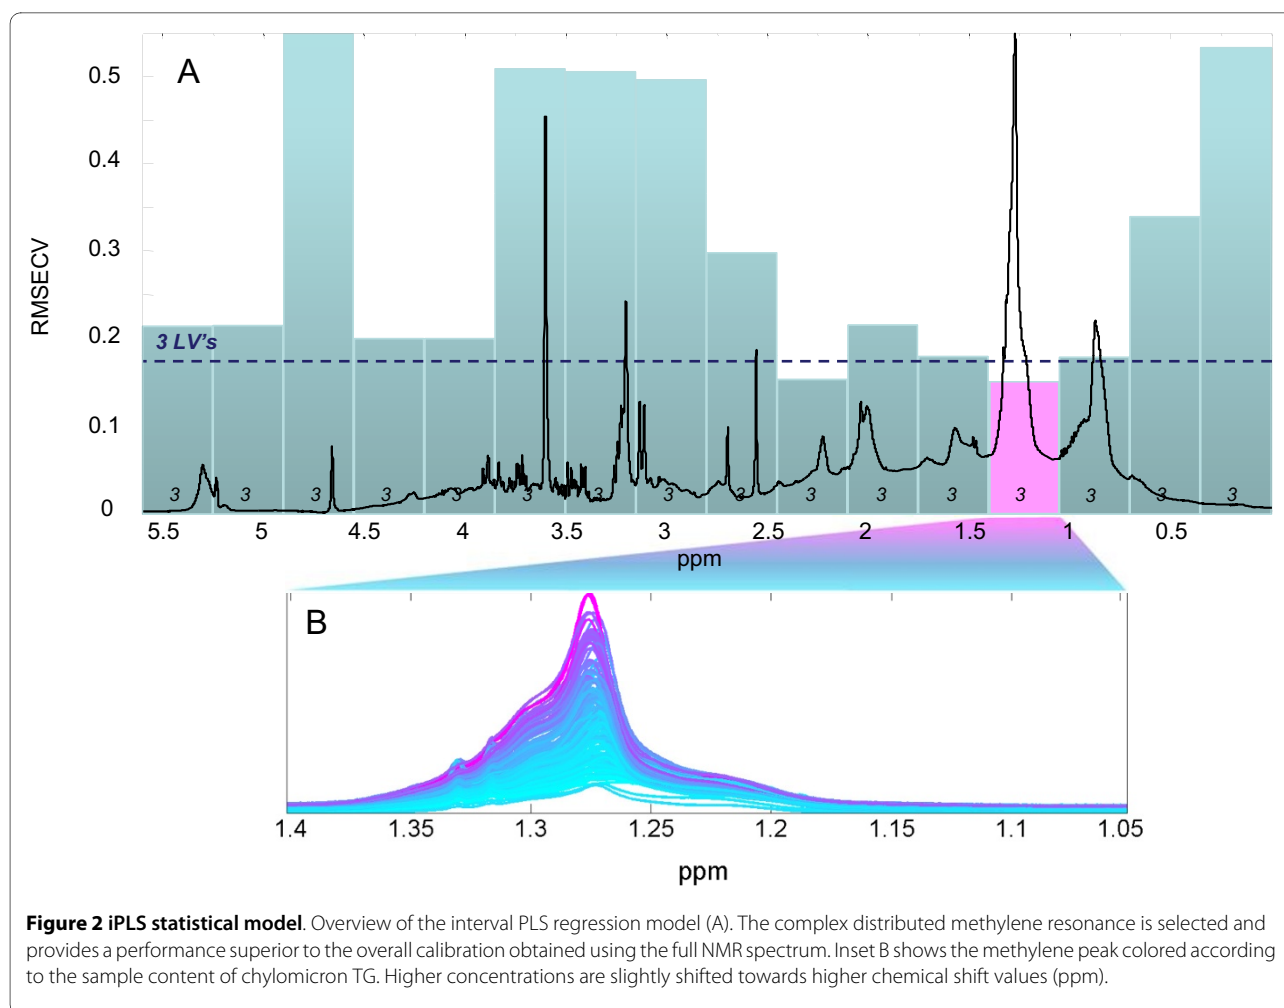 A
0.5
0.4
0.3
0.2
0.1
0
RMSECV
3 LV's
3 3 3 3 3 3 3 3 3 3 3 3 3 3 3 3
5.5 5 4.5 4 3.5 3 2.5 2 1.5 1 0.5
ppm
B
1.4 1.35 1.3 1.25 1.2 1.15 1.1 1.05
ppm
Figure 2 iPLS statistical model. Overview of the interval PLS regression model (A). The complex distributed methylene resonance is selected and
provides a performance superior to the overall calibration obtained using the full NMR spectrum. Inset B shows the methylene peak colored according
to the sample content of chylomicron TG. Higher concentrations are slightly shifted towards higher chemical shift values (ppm).